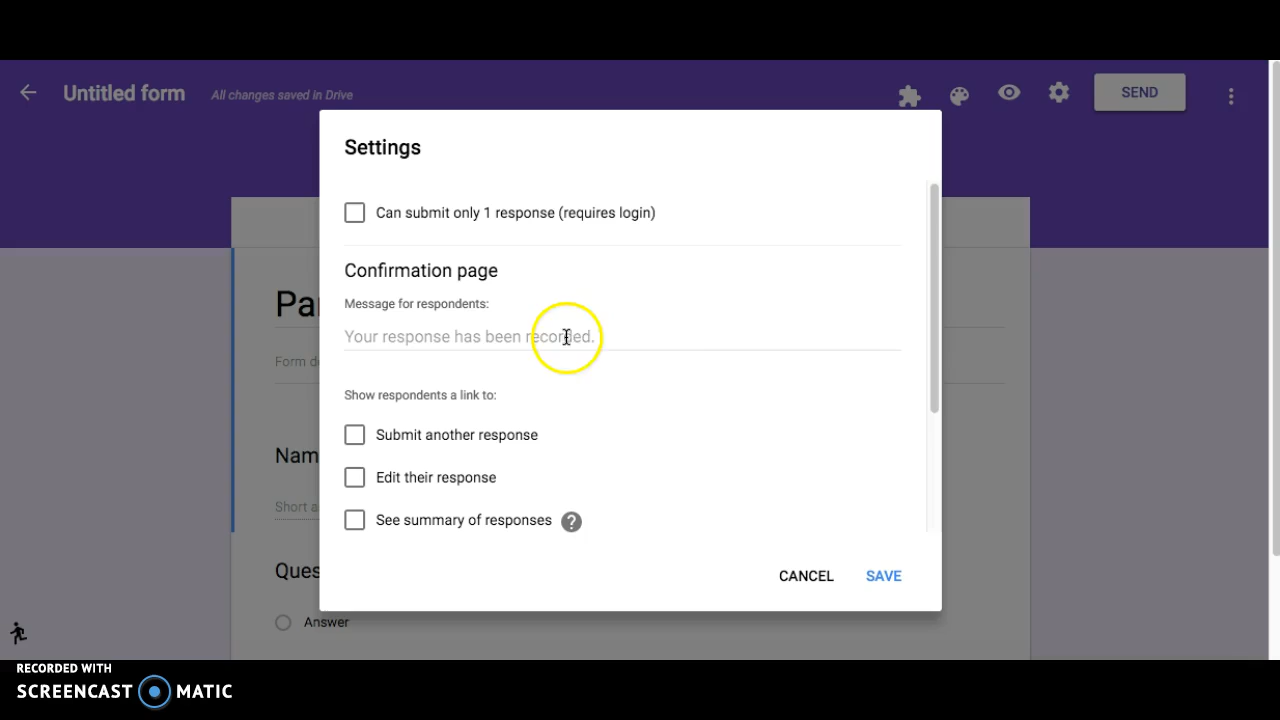 Untitled form
All changes saved in Drive
SEND
Settings
Can submit only 1 response (requires login)
Confirmation page
Message for respondents:
Your response has been recorded.
Show respondents a link to:
Submit another response
Edit their response
See summary of responses ?
CANCEL
SAVE
Answer
RECORDED WITH
SCREENCAST MATIC